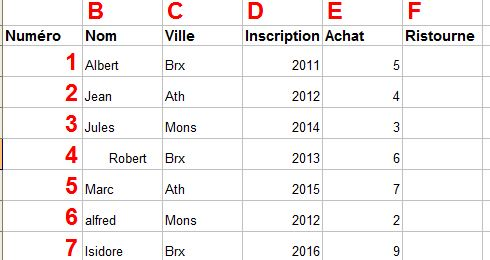 B C D E F
Numéro Nom Ville Inscription Achat Ristourne
1 Albert Brx 2011 5
2 Jean Ath 2012 4
3 Jules Mons 2014 3
4 Robert Brx 2013 6
5 Marc Ath 2015 7
6 alfred Mons 2012 2
7 Isidore Brx 2016 9